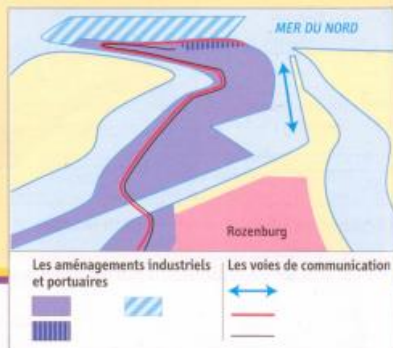 MER DU NORD
Rozenburg
Les aménagements industriels
et portuaires
Les voies de communication